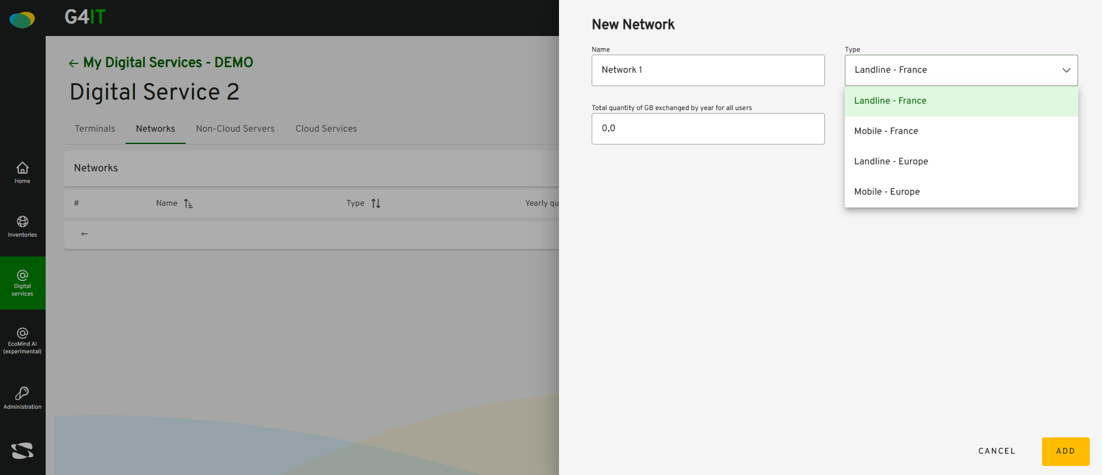 G4IT
← My Digital Services - DEMO
Digital Service 2
Terminals Networks Non-Cloud Servers Cloud Services
Networks
# Name Type Yearly qu
←
Home
Inventories
Digital
services
EcoMind AI
(experimental)
Administration
New Network
Name
Network 1
Type
Landline - France
Landline - France
Mobile - France
Landline - Europe
Mobile - Europe
Total quantity of GB exchanged by year for all users
0,0
CANCEL ADD